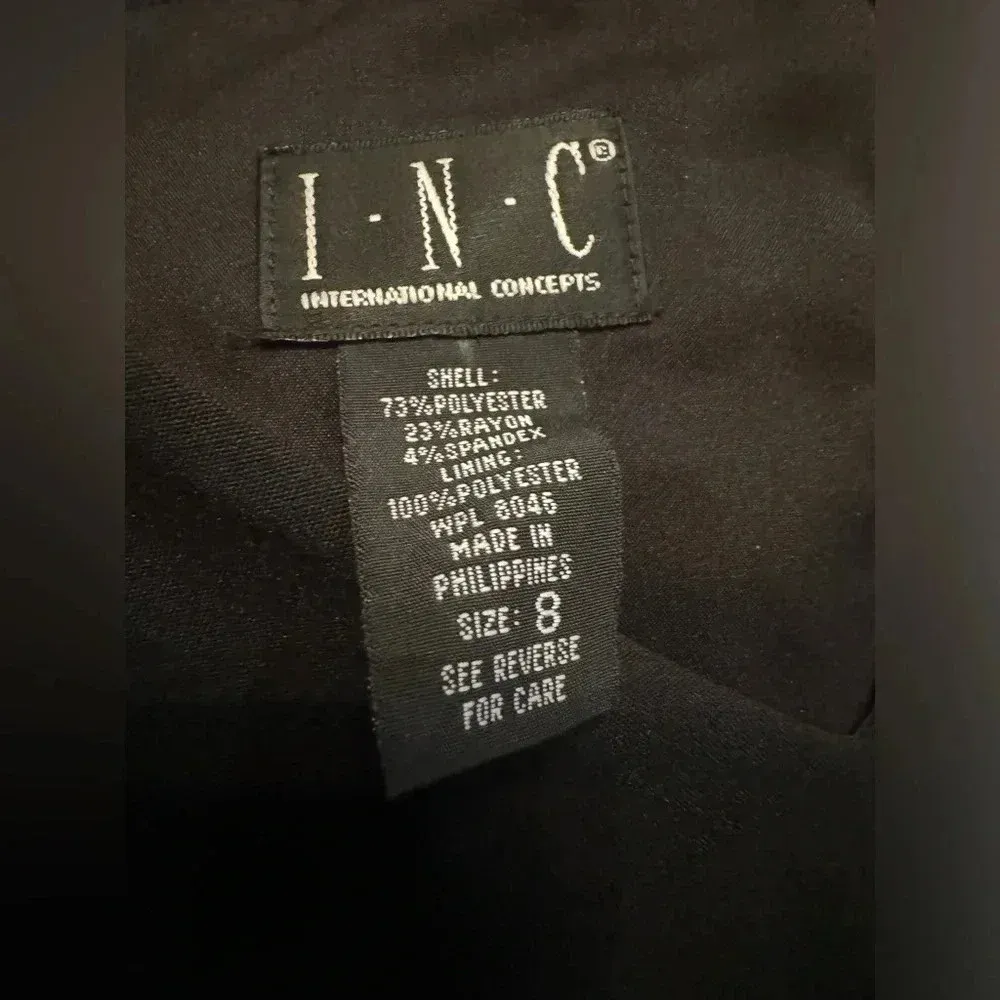 I-N-C®
INTERNATIONAL CONCEPTS
SHELL:
73%POLYESTER
23%RAYON
4%SPANDEX
LINING:
100%POLYESTER
WPL 8046
MADE IN
PHILIPPINES
SIZE: 8
SEE REVERSE
FOR CARE